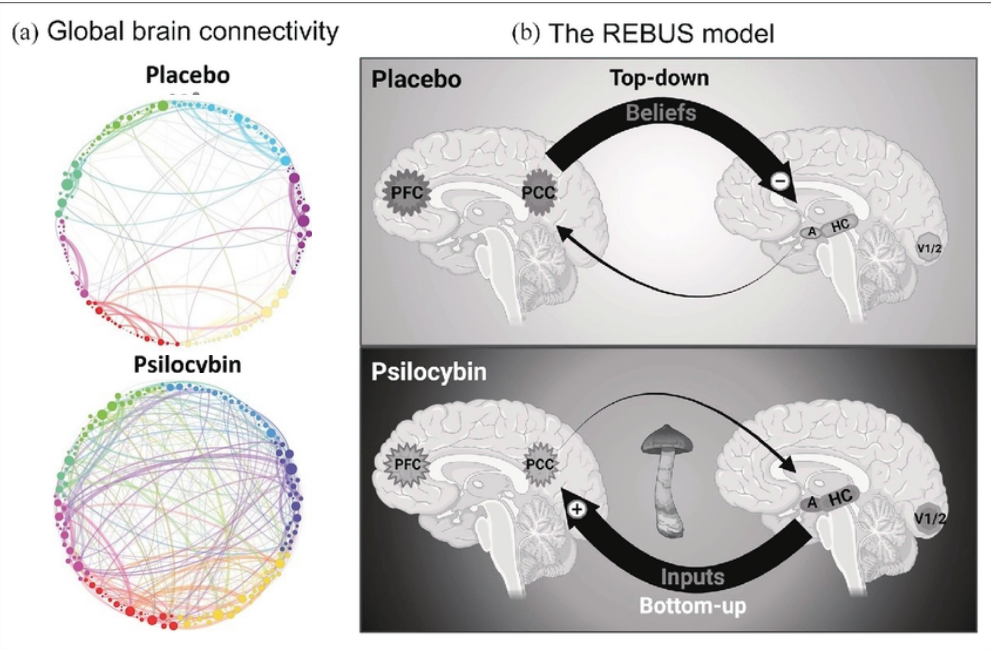 (a) Global brain connectivity
(b) The REBUS model
Placebo
Psilocybin
Placebo
Top-down
Beliefs
PFC
PCC
−
A
HC
V1/2
Psilocybin
PFC
PCC
+
A
HC
V1/2
Inputs
Bottom-up